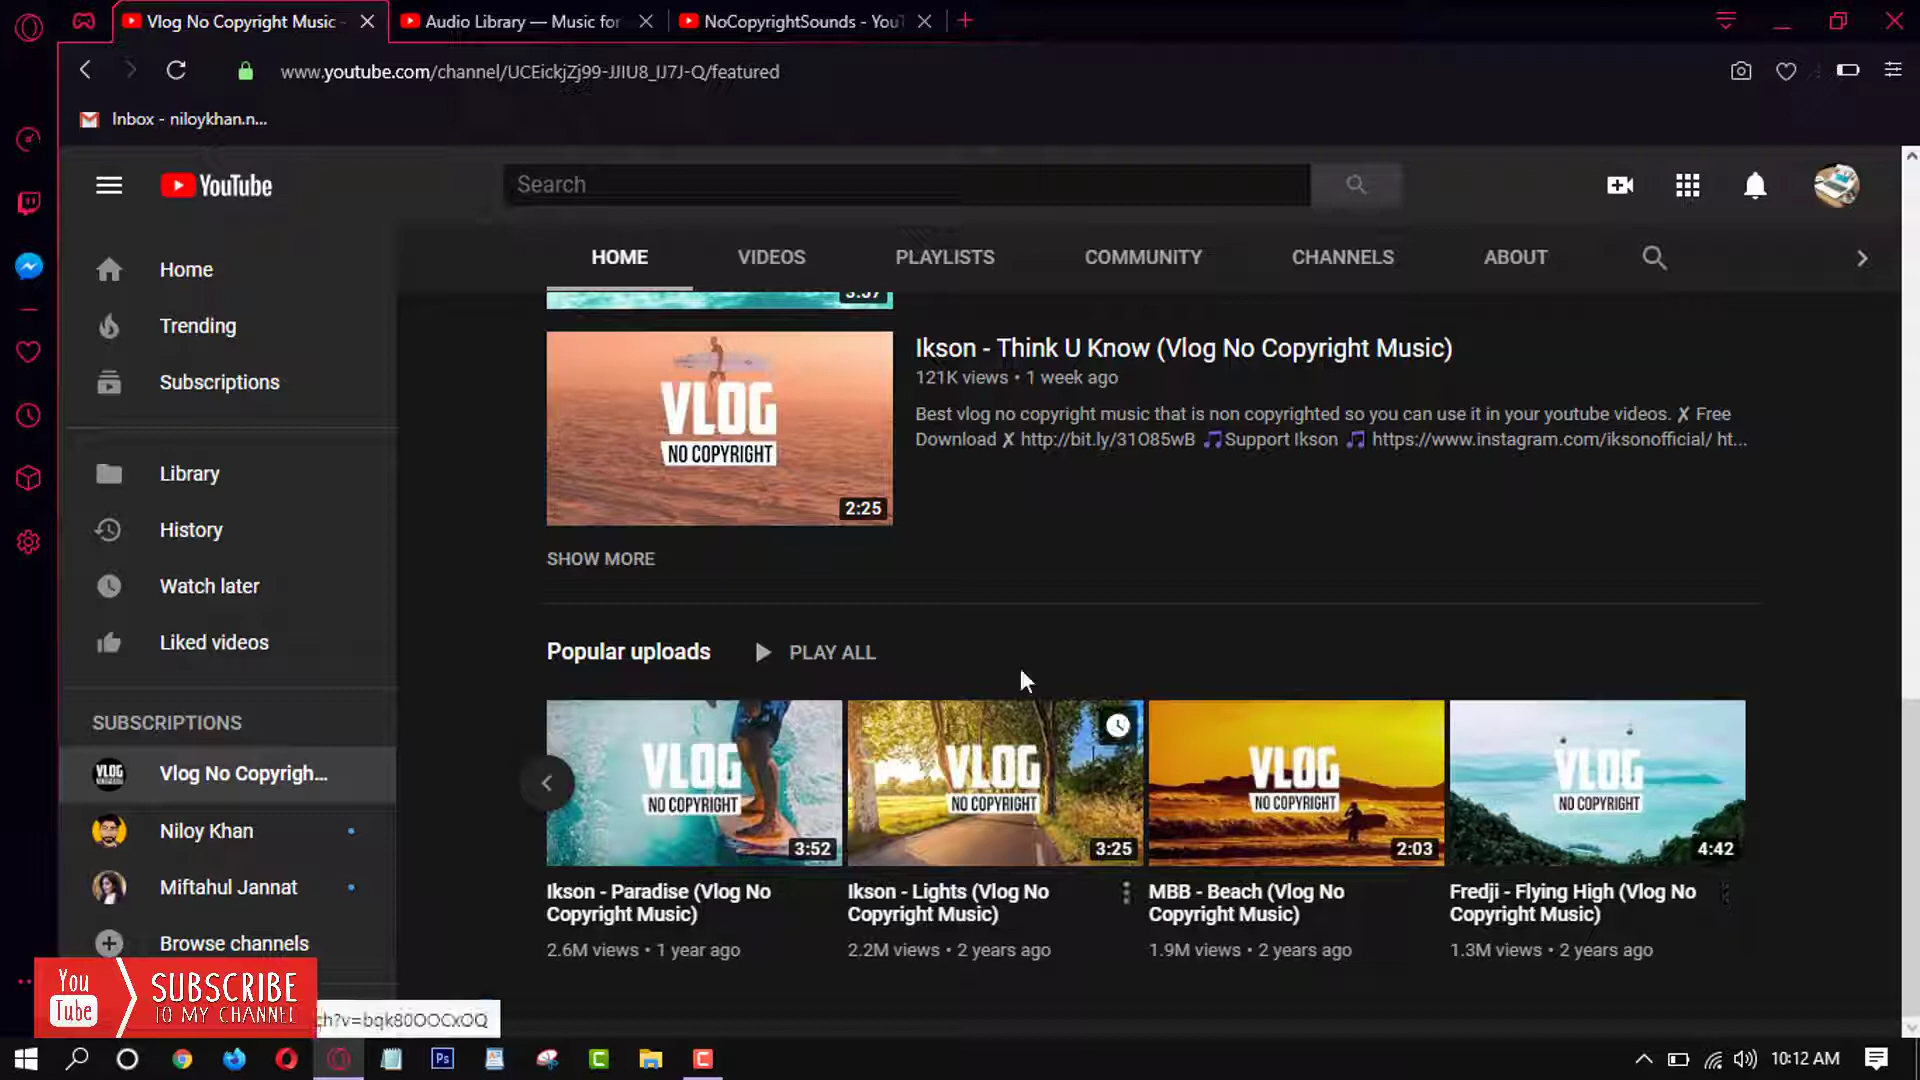 Vlog No Copyright Music -
Audio Library — Music for
NoCopyrightSounds - YouT
www.youtube.com/channel/UCEickjZj99-JJIU8_IJ7J-Q/featured
Inbox - niloykhan.n...
YouTube
Search
HOME
VIDEOS
PLAYLISTS
COMMUNITY
CHANNELS
ABOUT
Home
Trending
Subscriptions
Library
History
Watch later
Liked videos
SUBSCRIPTIONS
Vlog No Copyrigh...
Niloy Khan
Miftahul Jannat
Browse channels
3:37
VLOG
NO COPYRIGHT
2:25
Ikson - Think U Know (Vlog No Copyright Music)
121K views • 1 week ago
Best vlog no copyright music that is non copyrighted so you can use it in your youtube videos. ✗ Free
Download ✗ http://bit.ly/31O85wB 🎵Support Ikson 🎵 https://www.instagram.com/iksonofficial/ ht...
SHOW MORE
Popular uploads
PLAY ALL
VLOG
NO COPYRIGHT
3:52
VLOG
NO COPYRIGHT
3:25
VLOG
NO COPYRIGHT
2:03
VLOG
NO COPYRIGHT
4:42
Ikson - Paradise (Vlog No
Copyright Music)
2.6M views • 1 year ago
Ikson - Lights (Vlog No
Copyright Music)
2.2M views • 2 years ago
MBB - Beach (Vlog No
Copyright Music)
1.9M views • 2 years ago
Fredji - Flying High (Vlog No
Copyright Music)
1.3M views • 2 years ago
You
Tube
SUBSCRIBE
TO MY CHANNEL
ch?v=bqk80OOCxOQ
Ps
10:12 AM